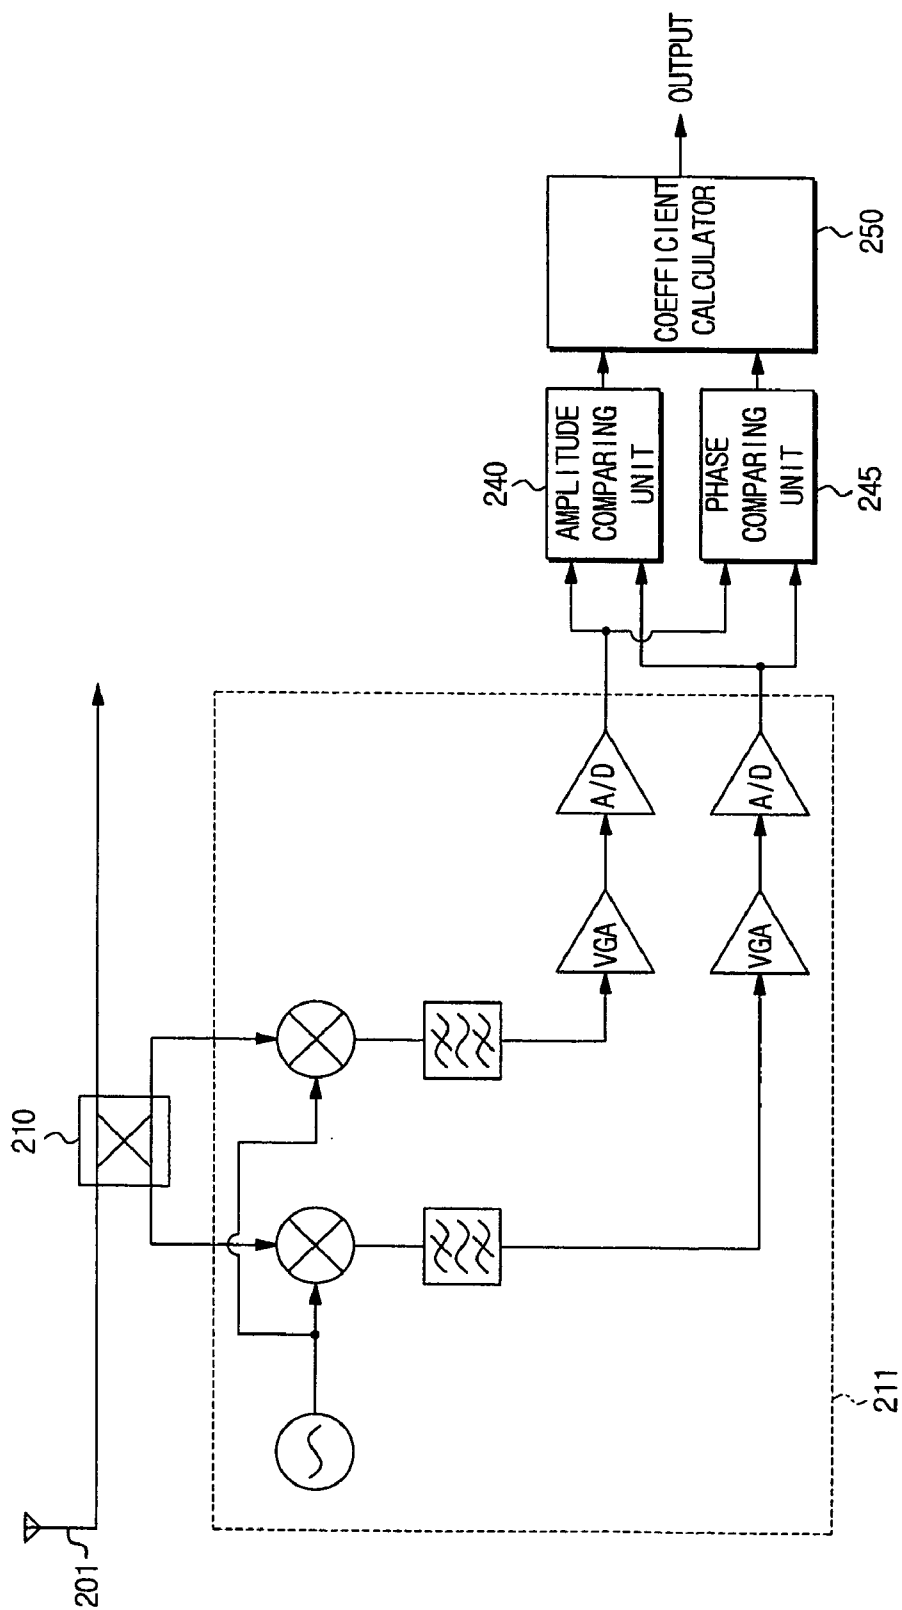 201
210
211
VGA
A/D
VGA
A/D
240
AMPLITUDE
COMPARING
UNIT
PHASE
COMPARING
UNIT
245
COEFFICIENT
CALCULATOR
250
OUTPUT